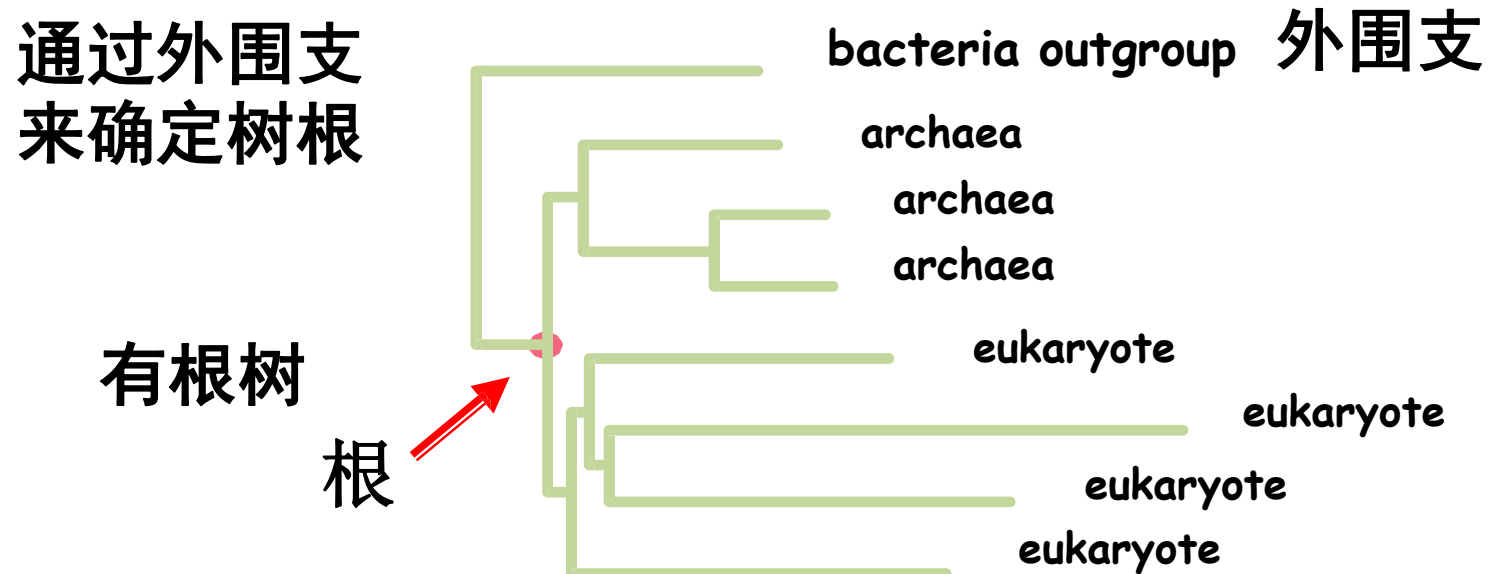 通过外围支
来确定树根
bacteria outgroup 外围支
archaea
archaea
archaea
有根树
根
eukaryote
eukaryote
eukaryote
eukaryote